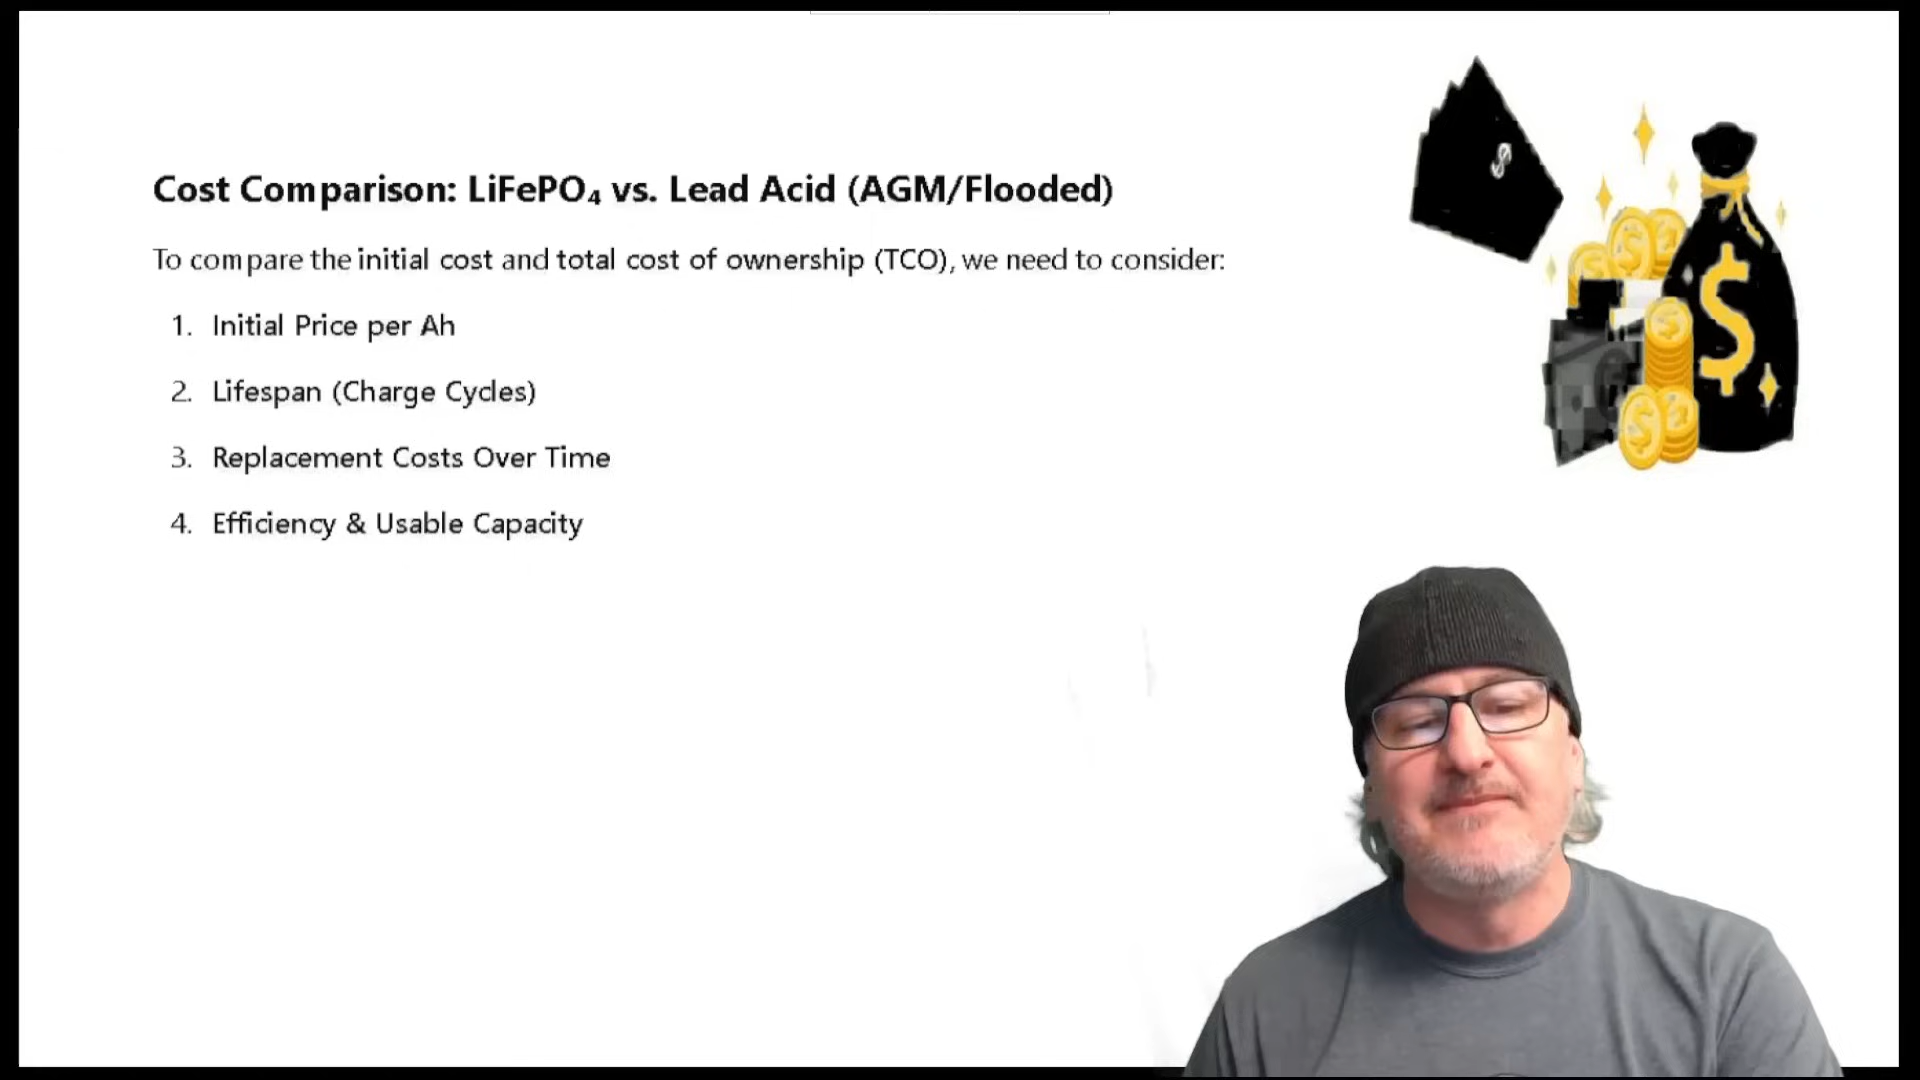 Cost Comparison: LiFePO₄ vs. Lead Acid (AGM/Flooded)
To compare the initial cost and total cost of ownership (TCO), we need to consider:
1. Initial Price per Ah
2. Lifespan (Charge Cycles)
3. Replacement Costs Over Time
4. Efficiency & Usable Capacity
$
$
$
$
$